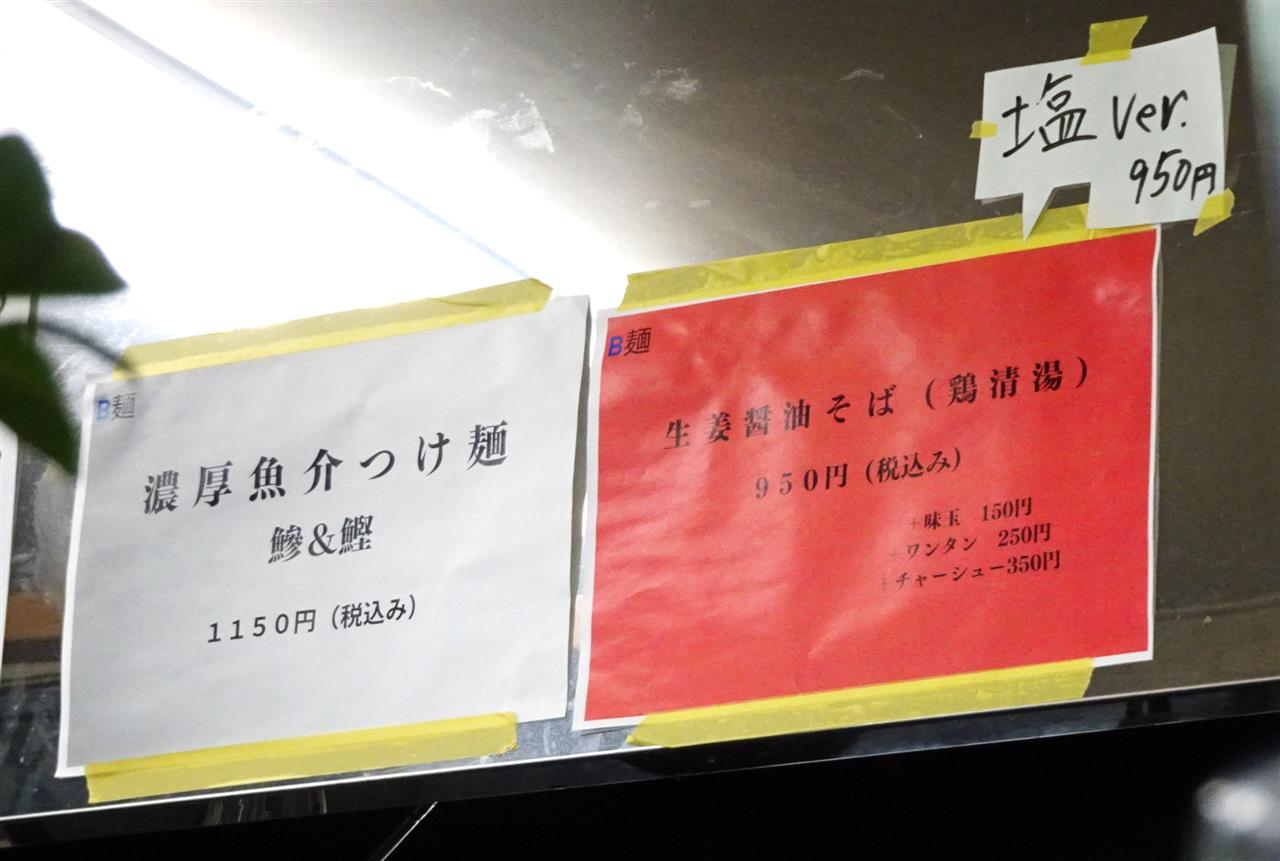 B麺
濃厚魚介つけ麺
鯵&鰹
1150円(税込み)
塩ver.
950円
B麺
生姜醤油そば(鶏清湯)
950円(税込み)
+味玉 150円
+ワンタン 250円
+チャーシュー350円